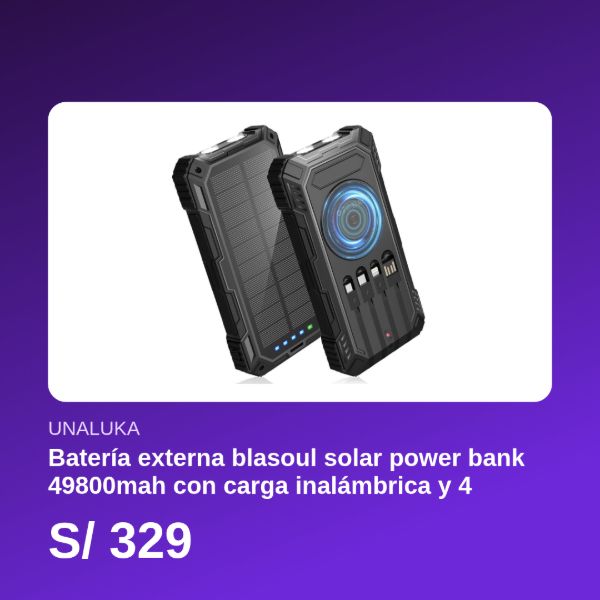 UNALUKA
Batería externa blasoul solar power bank
49800mah con carga inalámbrica y 4
S/ 329